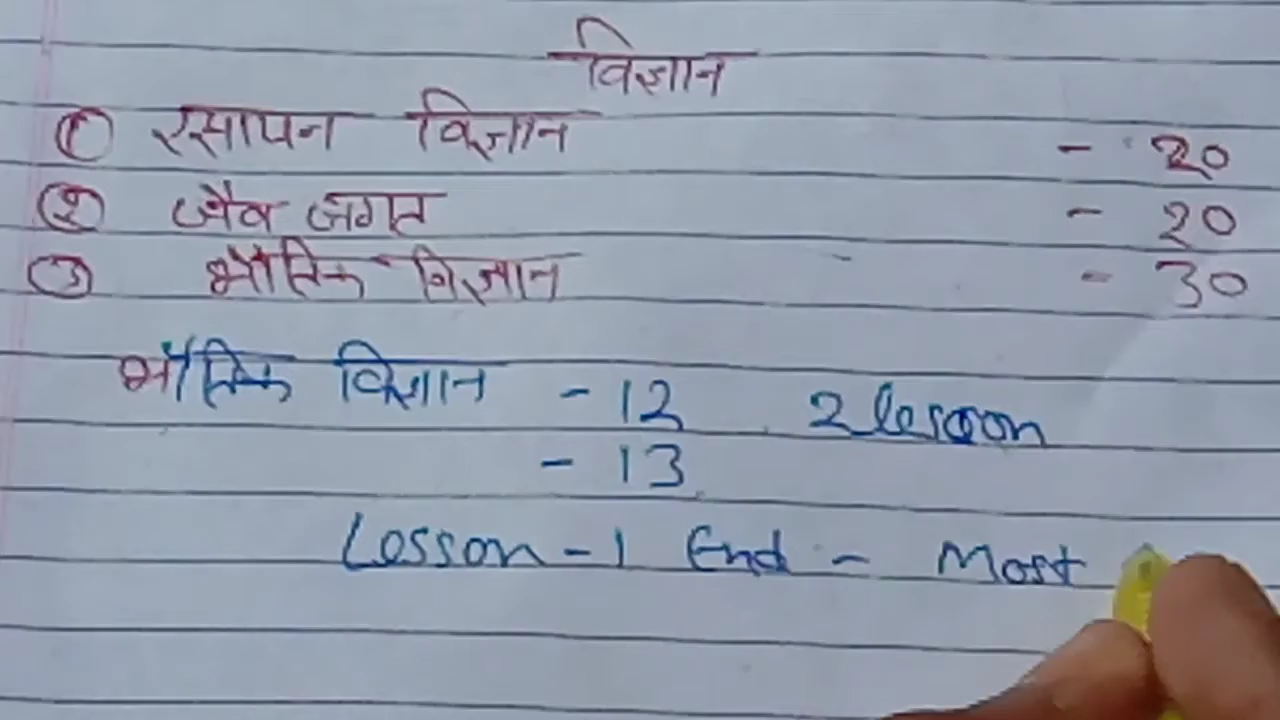 विज्ञान
① रसायन विज्ञान - 20
② जैव जगत - 20
③ भौतिक विज्ञान - 30
भौतिक विज्ञान - 12 2 lesson
- 13
Lesson - 1 End - Most